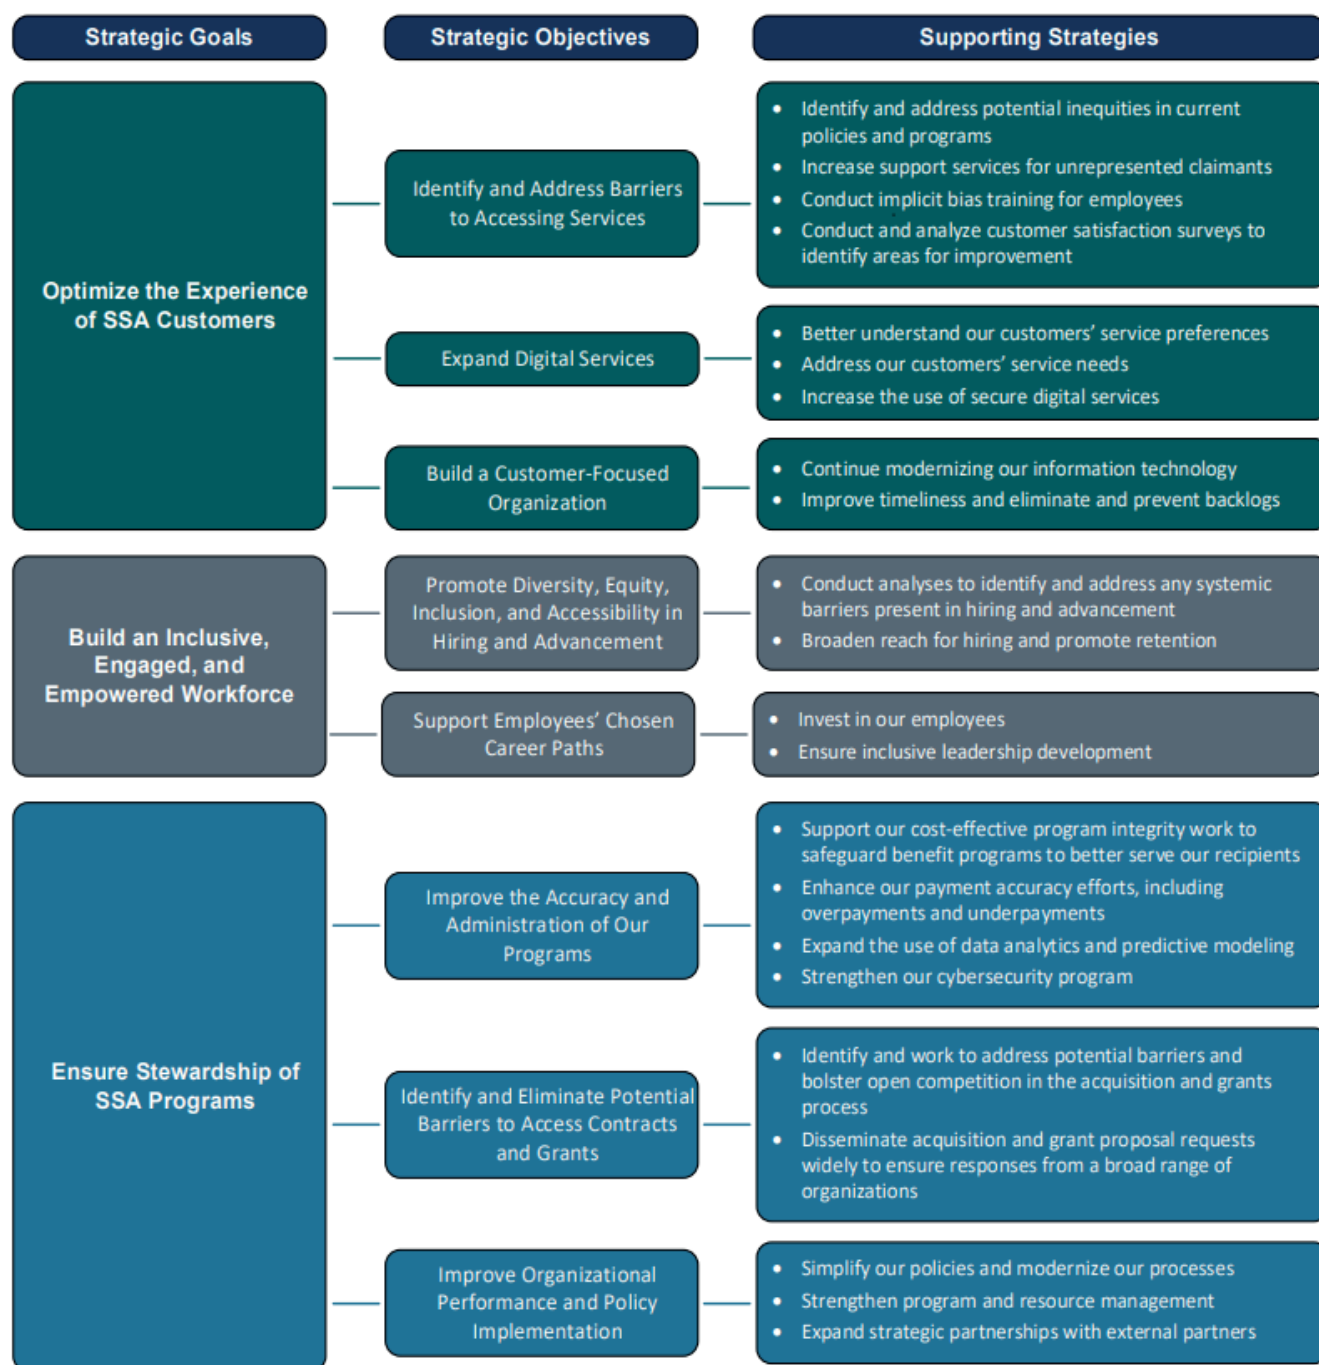 Strategic Goals
Strategic Objectives
Supporting Strategies
Optimize the Experience
of SSA Customers
Identify and Address Barriers
to Accessing Services
• Identify and address potential inequities in current
policies and programs
• Increase support services for unrepresented claimants
• Conduct implicit bias training for employees
• Conduct and analyze customer satisfaction surveys to
identify areas for improvement
Expand Digital Services
• Better understand our customers’ service preferences
• Address our customers’ service needs
• Increase the use of secure digital services
Build a Customer-Focused
Organization
• Continue modernizing our information technology
• Improve timeliness and eliminate and prevent backlogs
Build an Inclusive,
Engaged, and
Empowered Workforce
Promote Diversity, Equity,
Inclusion, and Accessibility in
Hiring and Advancement
• Conduct analyses to identify and address any systemic
barriers present in hiring and advancement
• Broaden reach for hiring and promote retention
Support Employees’ Chosen
Career Paths
• Invest in our employees
• Ensure inclusive leadership development
Ensure Stewardship of
SSA Programs
Improve the Accuracy and
Administration of Our
Programs
• Support our cost-effective program integrity work to
safeguard benefit programs to better serve our recipients
• Enhance our payment accuracy efforts, including
overpayments and underpayments
• Expand the use of data analytics and predictive modeling
• Strengthen our cybersecurity program
Identify and Eliminate Potential
Barriers to Access Contracts
and Grants
• Identify and work to address potential barriers and
bolster open competition in the acquisition and grants
process
• Disseminate acquisition and grant proposal requests
widely to ensure responses from a broad range of
organizations
Improve Organizational
Performance and Policy
Implementation
• Simplify our policies and modernize our processes
• Strengthen program and resource management
• Expand strategic partnerships with external partners